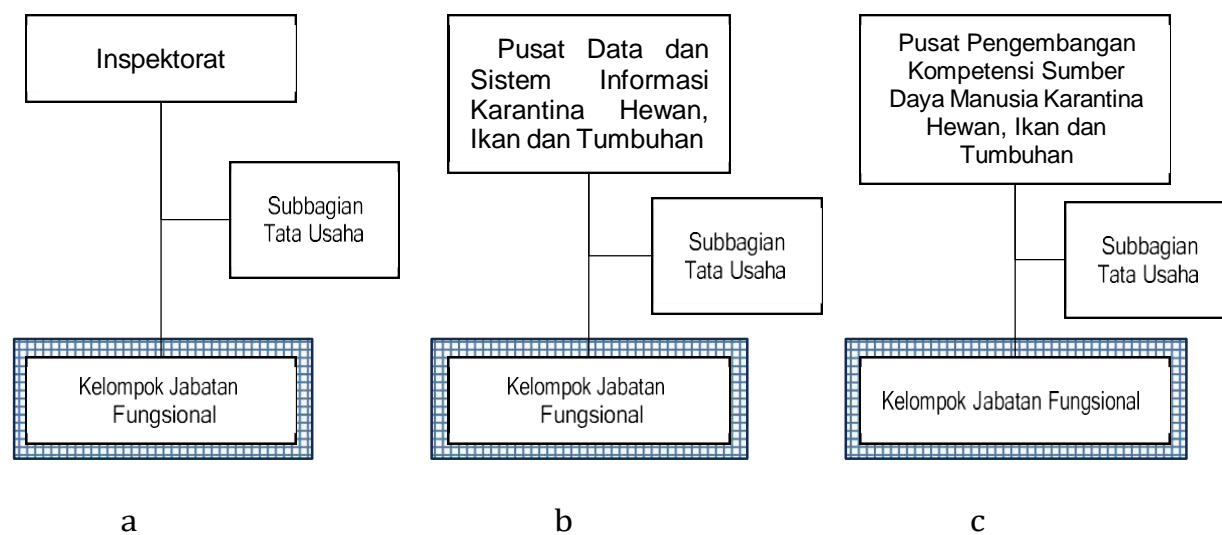 Inspektorat
Subbagian
Tata Usaha
Kelompok Jabatan
Fungsional
a
Pusat Data dan
Sistem Informasi
Karantina Hewan,
Ikan dan Tumbuhan
Subbagian
Tata Usaha
Kelompok Jabatan
Fungsional
b
Pusat Pengembangan
Kompetensi Sumber
Daya Manusia Karantina
Hewan, Ikan dan
Tumbuhan
Subbagian
Tata Usaha
Kelompok Jabatan Fungsional
c